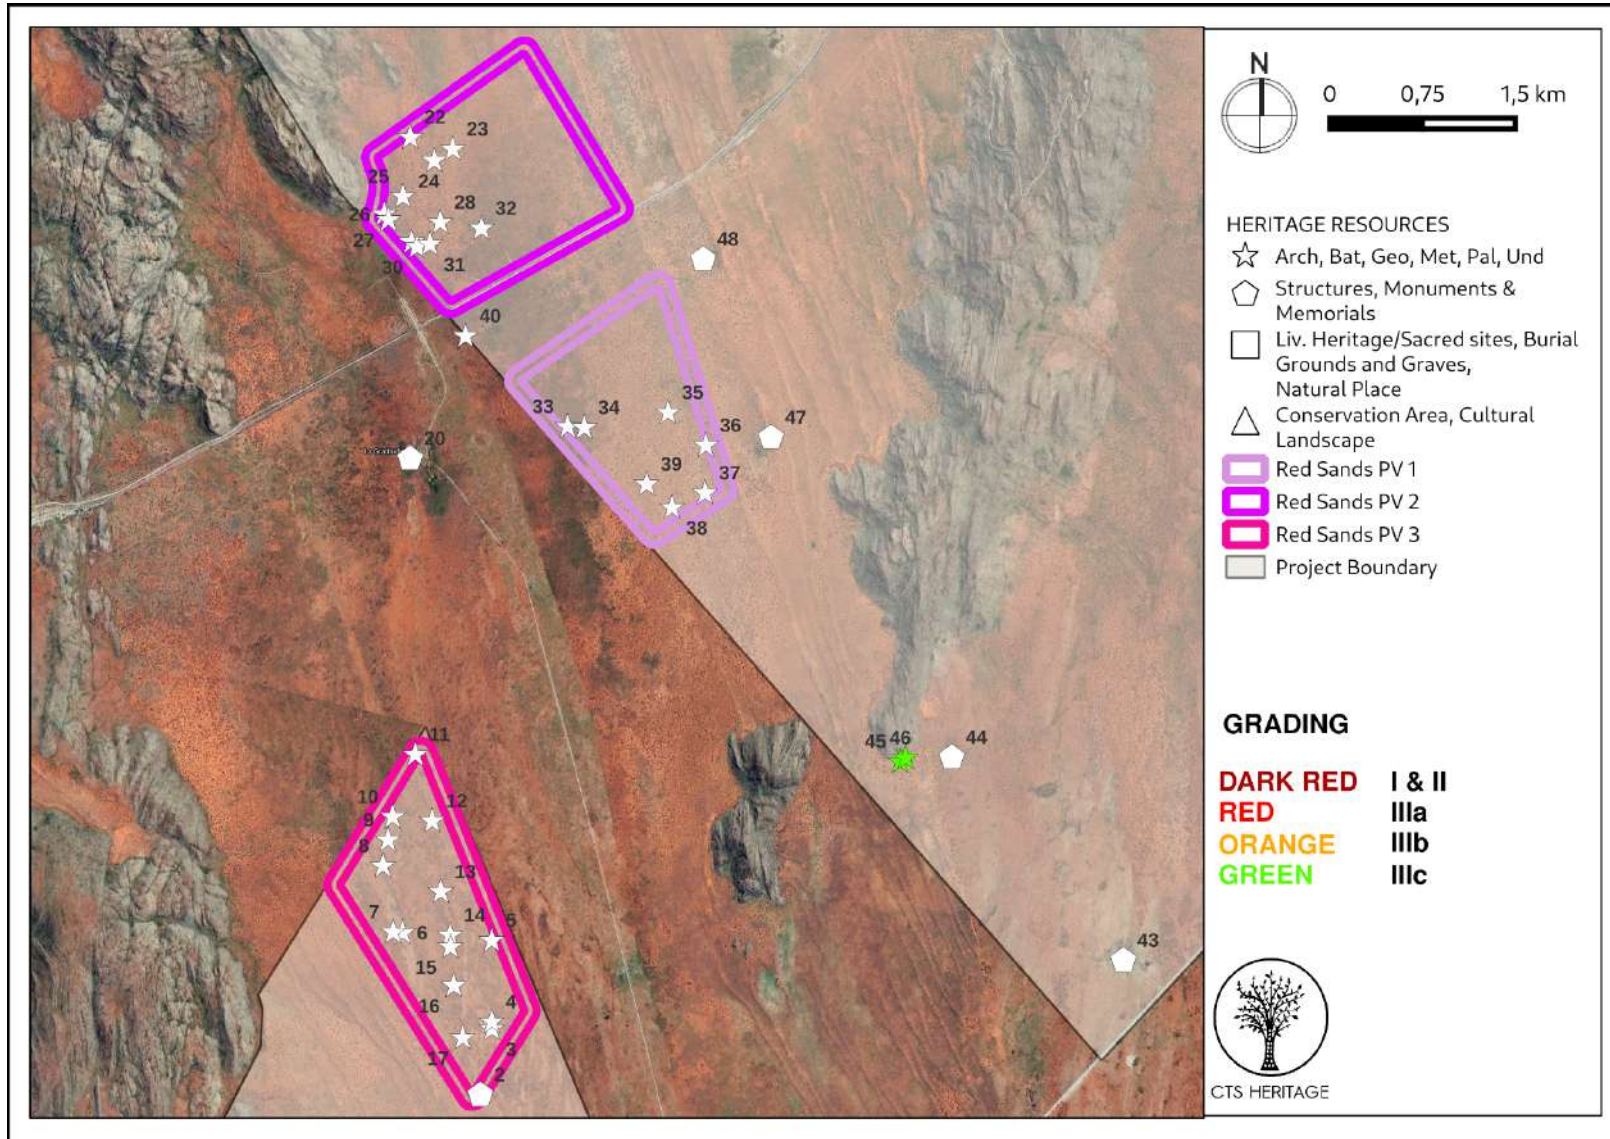 22
23
25
24
26
28
32
27
30
31
48
40
33
34
35
36
47
39
37
38
20
11
45
46
44
10
12
9
8
13
7
14
5
6
15
43
16
4
17
3
2
N
0
0,75
1,5 km
HERITAGE RESOURCES
Arch, Bat, Geo, Met, Pal, Und
Structures, Monuments &
Memorials
Liv. Heritage/Sacred sites, Burial
Grounds and Graves,
Natural Place
Conservation Area, Cultural
Landscape
Red Sands PV 1
Red Sands PV 2
Red Sands PV 3
Project Boundary
GRADING
DARK RED I & II
RED IIIa
ORANGE IIIb
GREEN IIIc
CTS HERITAGE